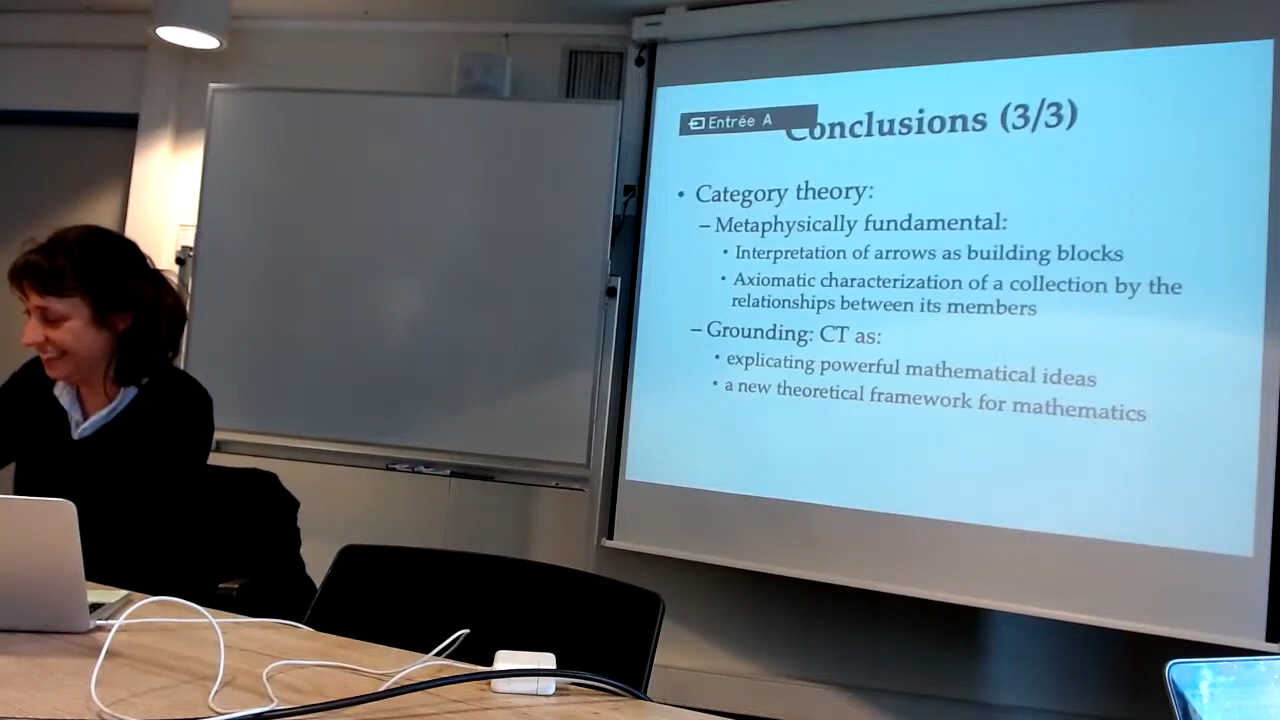 Entrée A
Conclusions (3/3)
• Category theory:
– Metaphysically fundamental:
• Interpretation of arrows as building blocks
• Axiomatic characterization of a collection by the
relationships between its members
– Grounding: CT as:
• explicating powerful mathematical ideas
• a new theoretical framework for mathematics